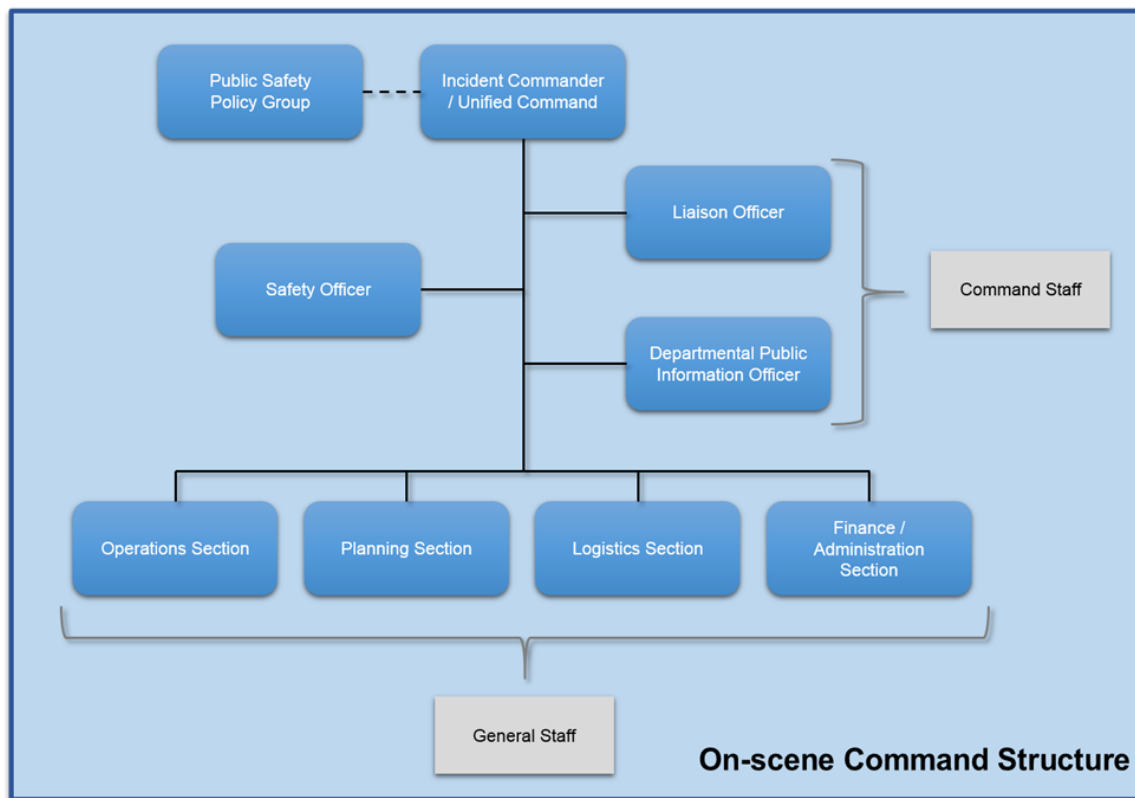 Public Safety
Policy Group
Incident Commander
/ Unified Command
Liaison Officer
Safety Officer
Command Staff
Departmental Public
Information Officer
Operations Section
Planning Section
Logistics Section
Finance /
Administration
Section
General Staff
On-scene Command Structure